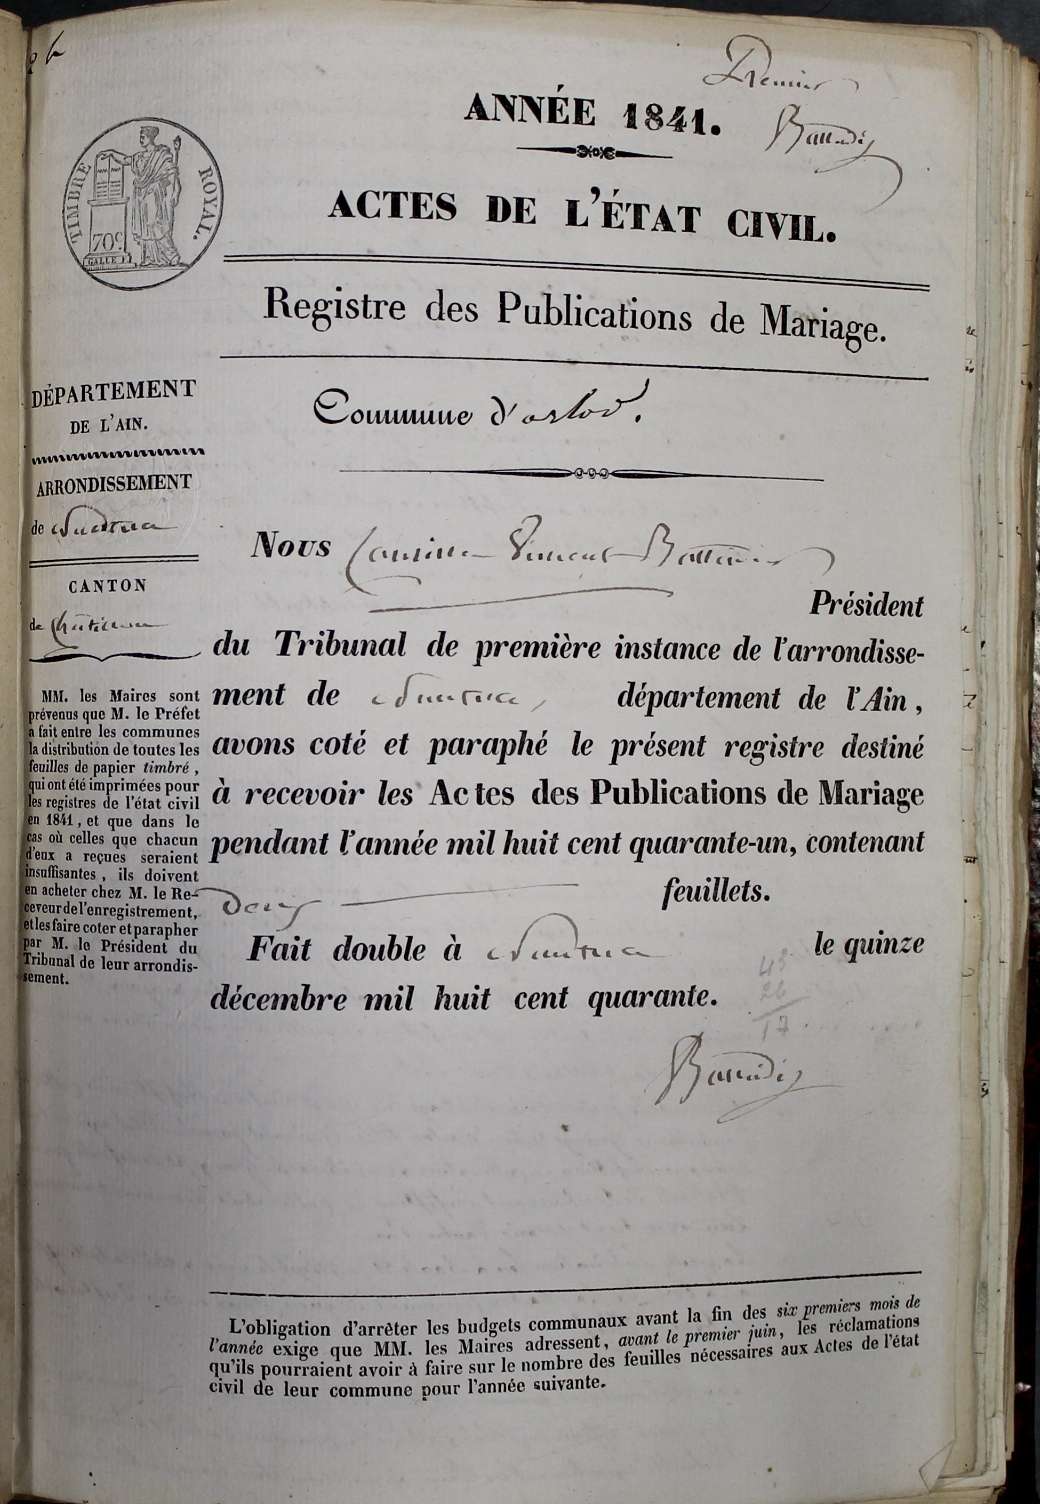 Premier
ANNÉE 1841.
TIMBRE ROYAL.
70c
GALLE
ACTES DE L'ÉTAT CIVIL.
Registre des Publications de Mariage.
Commune d'arlod.
DÉPARTEMENT
DE L'AIN.
ARRONDISSEMENT
de Nantua
CANTON
de Châtillon
MM. les Maires sont
prévenus que M. le Préfet
a fait entre les communes
la distribution de toutes les
feuilles de papier timbré,
qui ont été imprimées pour
les registres de l'état civil
en 1841, et que dans le
cas où celles que chacun
d'eux a reçues seraient
insuffisantes, ils doivent
en acheter chez M. le Re-
ceveur de l'enregistrement,
et les faire coter et parapher
par M. le Président du
Tribunal de leur arrondis-
sement.
Nous Vincent
Président
du Tribunal de première instance de l'arrondisse-
ment de Nantua, département de l'Ain,
avons coté et paraphé le présent registre destiné
à recevoir les Actes des Publications de Mariage
pendant l'année mil huit cent quarante-un, contenant
Deux feuillets.
Fait double à Nantua le quinze
décembre mil huit cent quarante.
43
26
17
L'obligation d'arrêter les budgets communaux avant la fin des six premiers mois de
l'année exige que MM. les Maires adressent, avant le premier juin, les réclamations
qu'ils pourraient avoir à faire sur le nombre des feuilles nécessaires aux Actes de l'état
civil de leur commune pour l'année suivante.